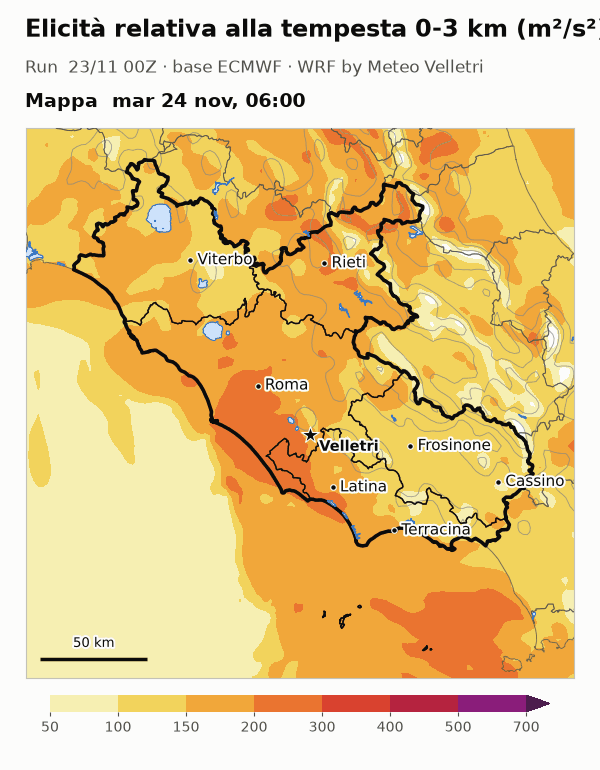 Elicità relativa alla tempesta 0-3 km (m²/s²)
Run 23/11 00Z · base ECMWF · WRF by Meteo Velletri
Mappa mar 24 nov, 06:00
Viterbo
Rieti
Roma
Velletri
Frosinone
Latina
Cassino
Terracina
50 km
50 100 150 200 300 400 500 700